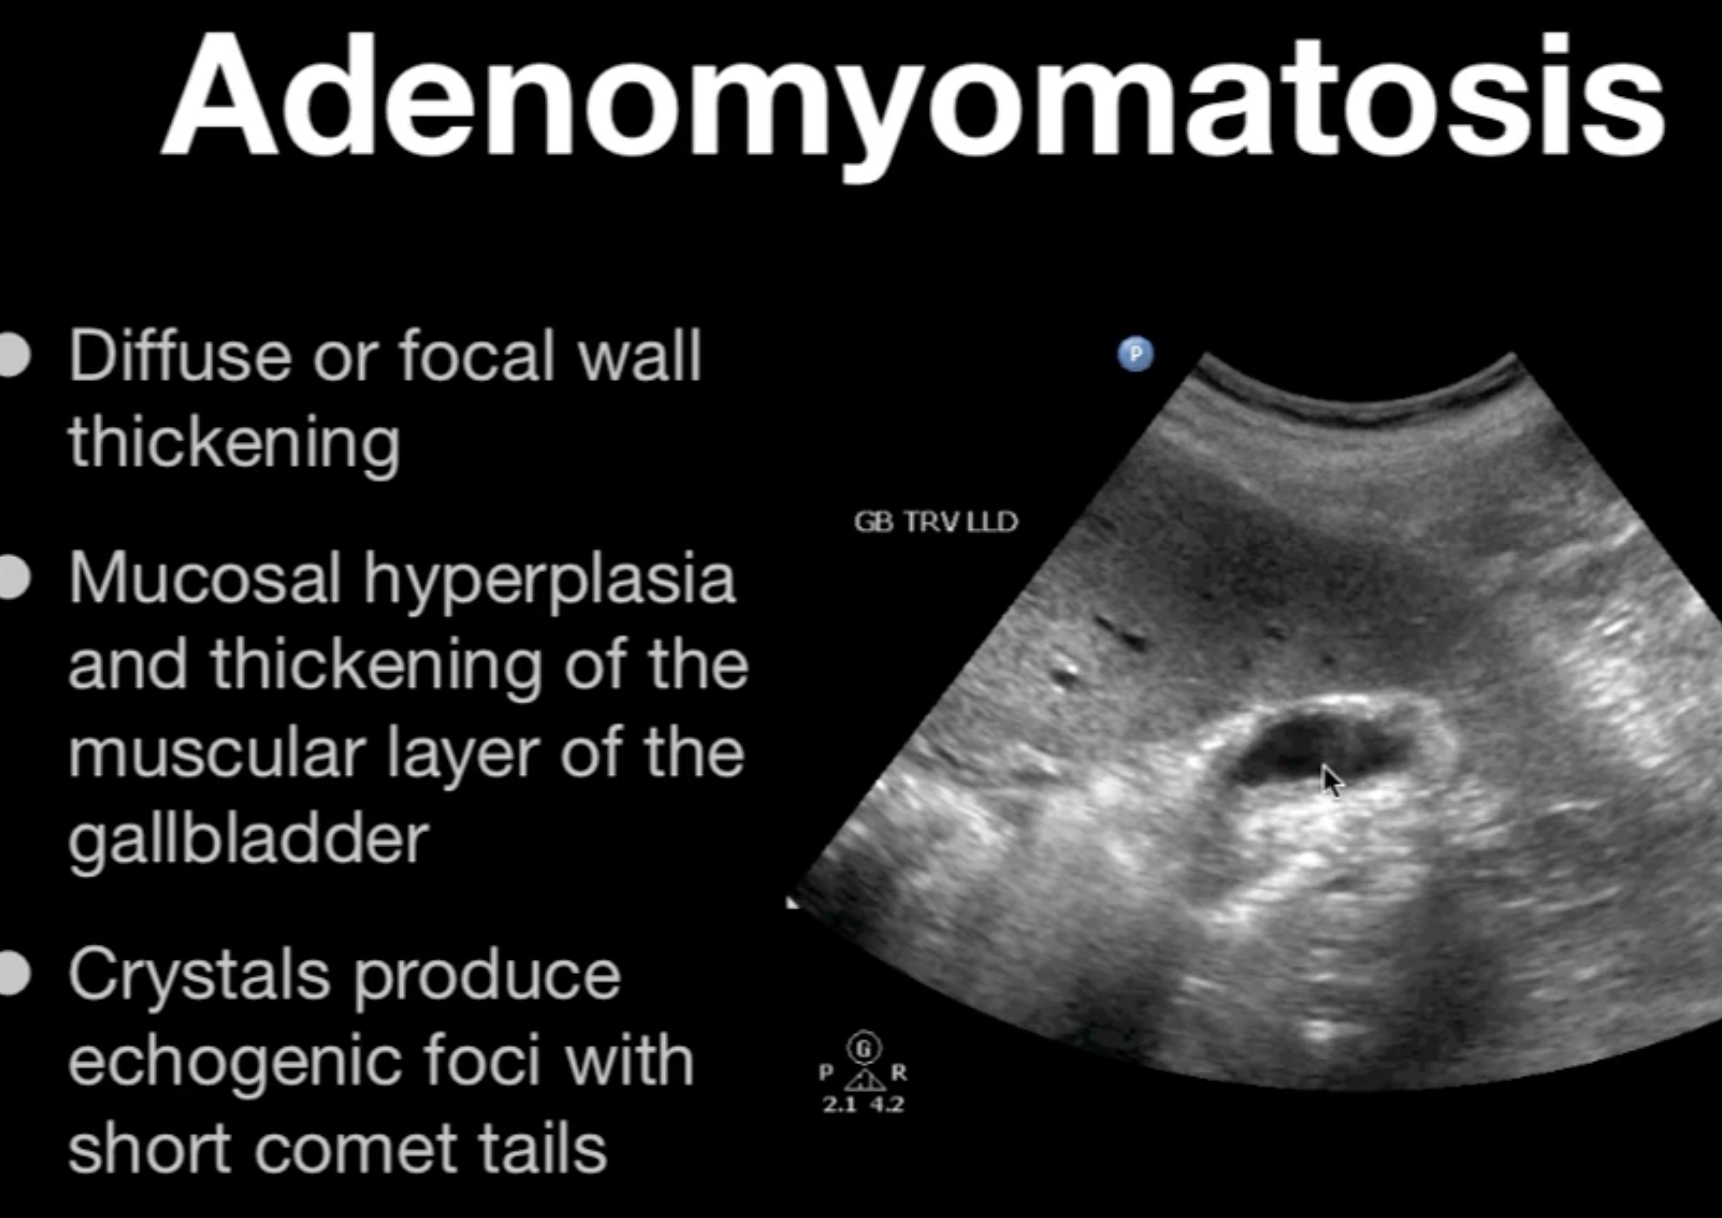 Adenomyomatosis
Diffuse or focal wall
thickening
Mucosal hyperplasia
and thickening of the
muscular layer of the
gallbladder
Crystals produce
echogenic foci with
short comet tails
P
GB TRV LLD
G
P R
2.1 4.2